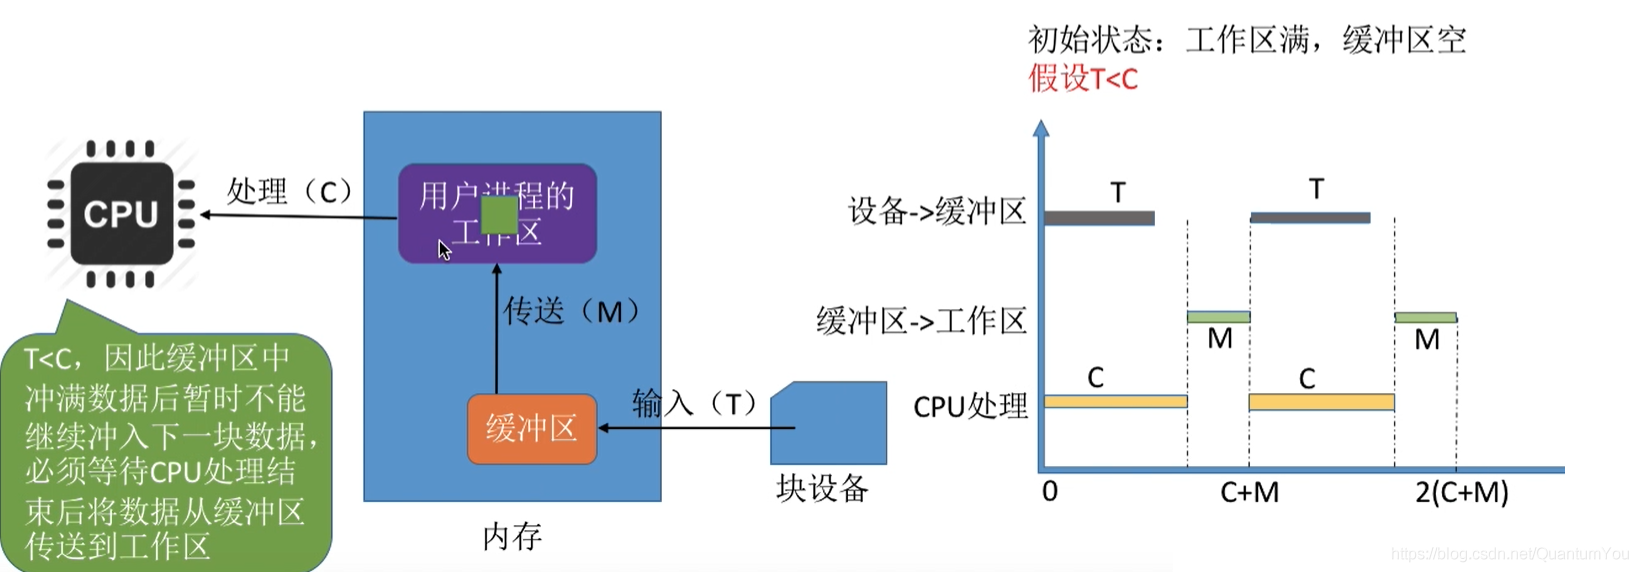 初始状态：工作区满，缓冲区空
假设T<C
CPU
处理（C）
用户进程的
工作区
传送（M）
缓冲区
输入（T）
块设备
内存
T<C，因此缓冲区中
冲满数据后暂时不能
继续冲入下一块数据，
必须等待CPU处理结
束后将数据从缓冲区
传送到工作区
设备->缓冲区
T
T
缓冲区->工作区
M
M
CPU处理
C
C
0
C+M
2(C+M)
https://blog.csdn.net/QuantumYou